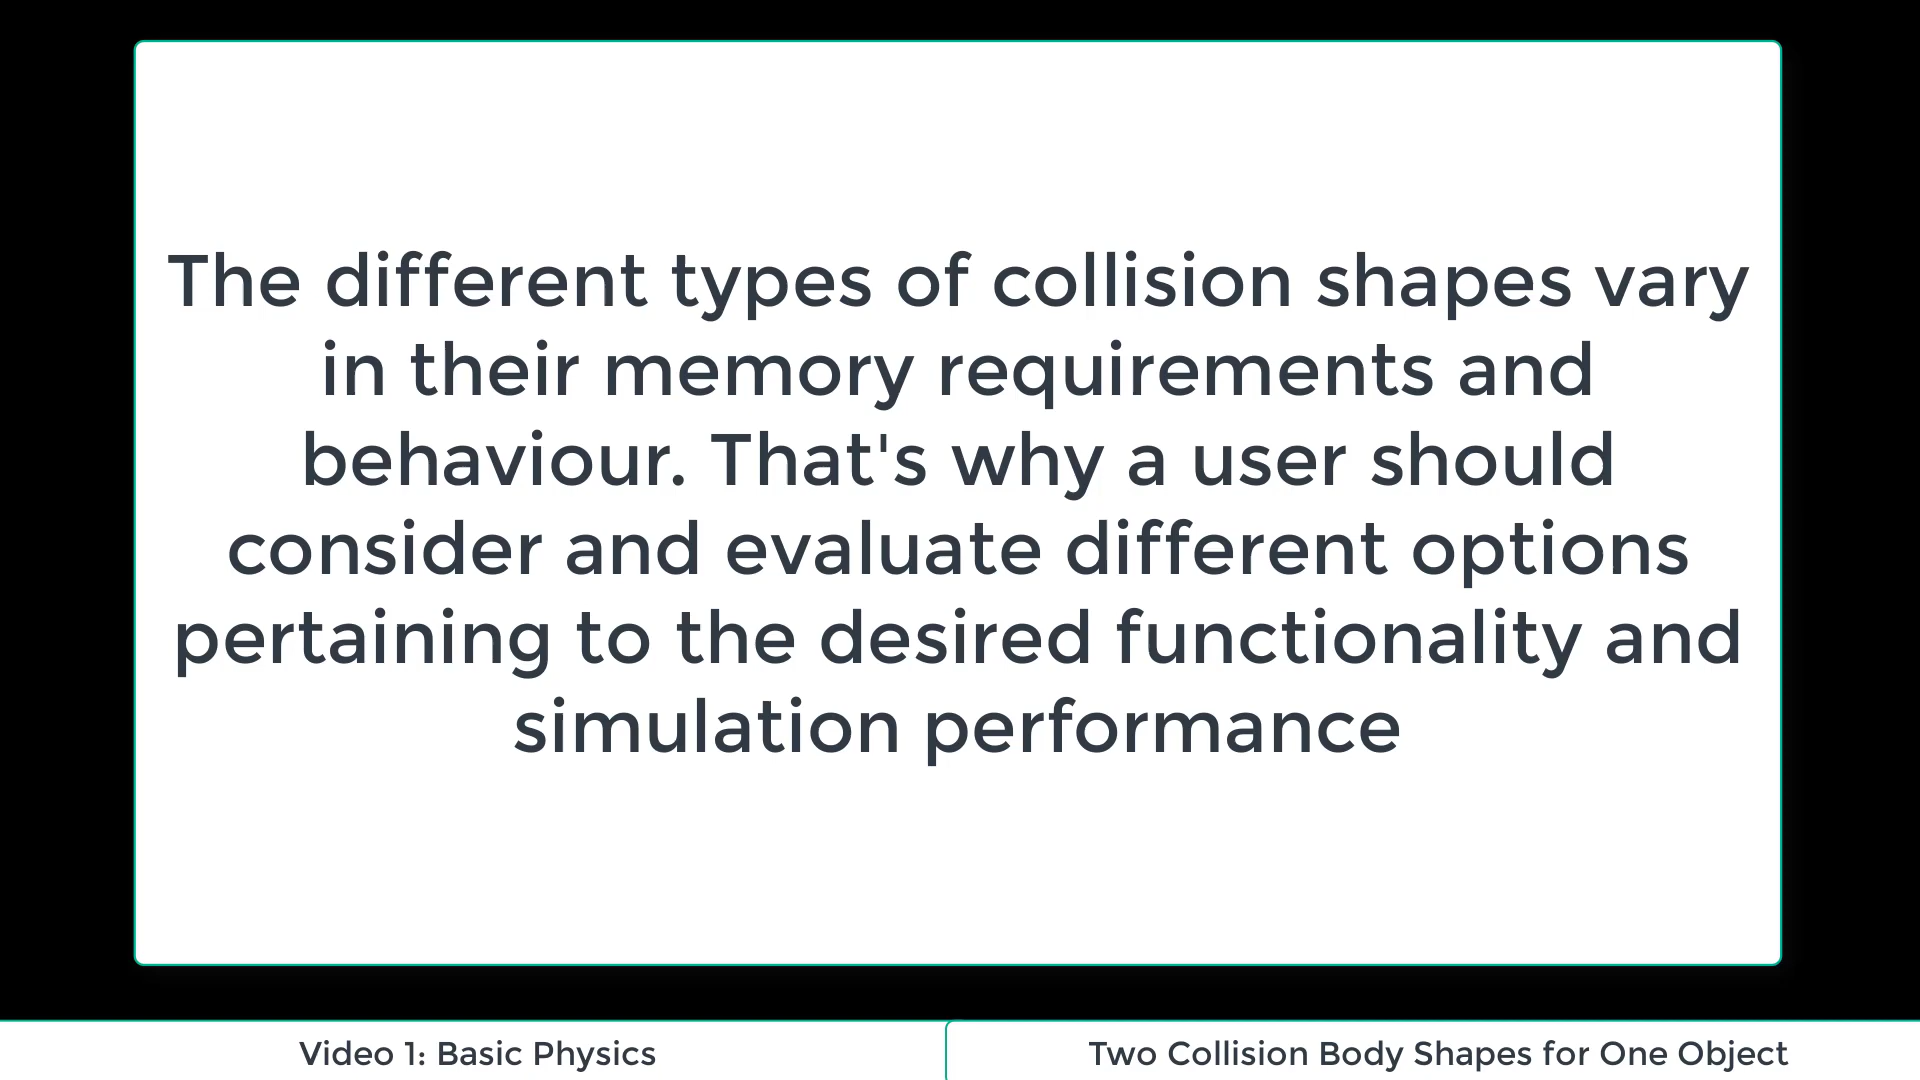 The different types of collision shapes vary
in their memory requirements and
behaviour. That's why a user should
consider and evaluate different options
pertaining to the desired functionality and
simulation performance
Video 1: Basic Physics
Two Collision Body Shapes for One Object